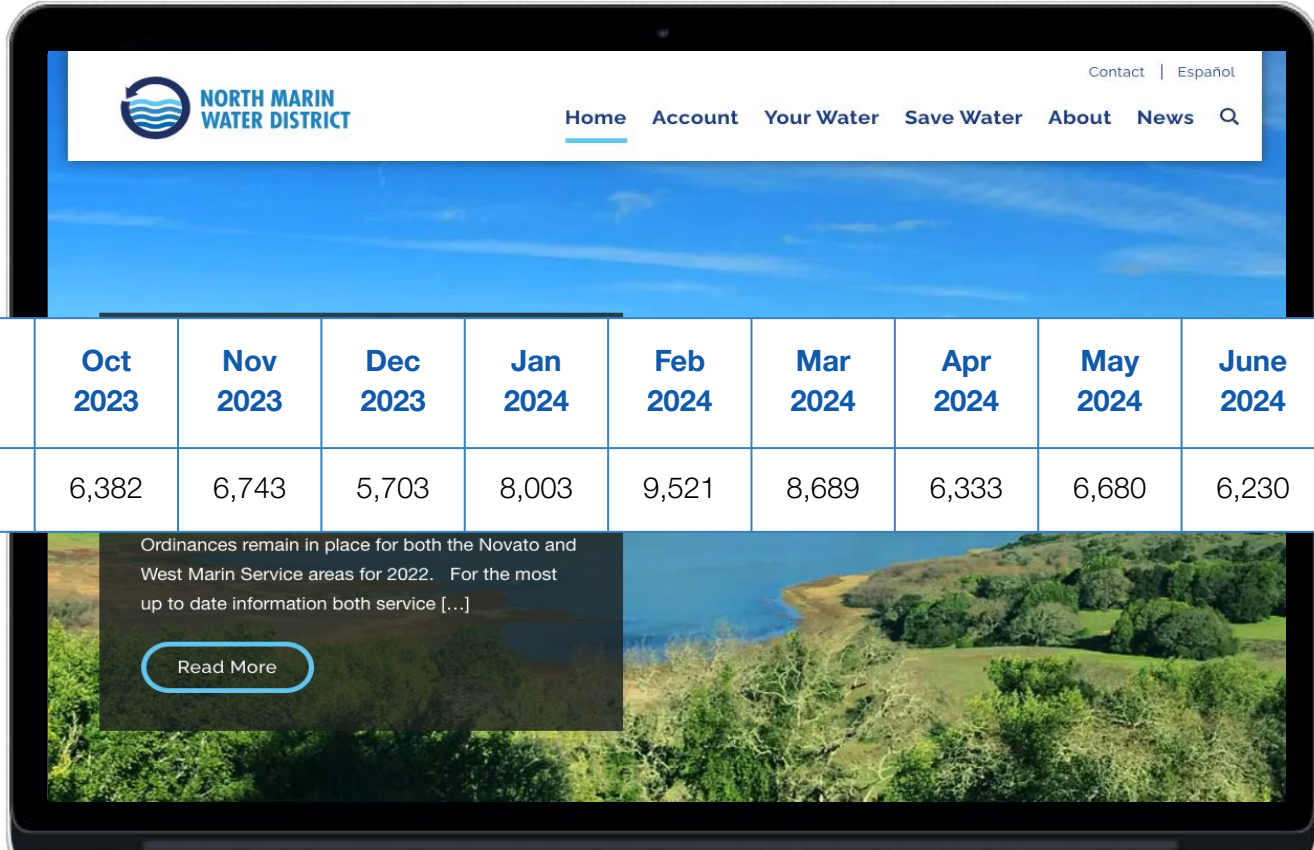 Contact | Español
NORTH MARIN
WATER DISTRICT
Home Account Your Water Save Water About News
Oct 2023 Nov 2023 Dec 2023 Jan 2024 Feb 2024 Mar 2024 Apr 2024 May 2024 June 2024
6,382 6,743 5,703 8,003 9,521 8,689 6,333 6,680 6,230
Ordinances remain in place for both the Novato and
West Marin Service areas for 2022. For the most
up to date information both service […]
Read More